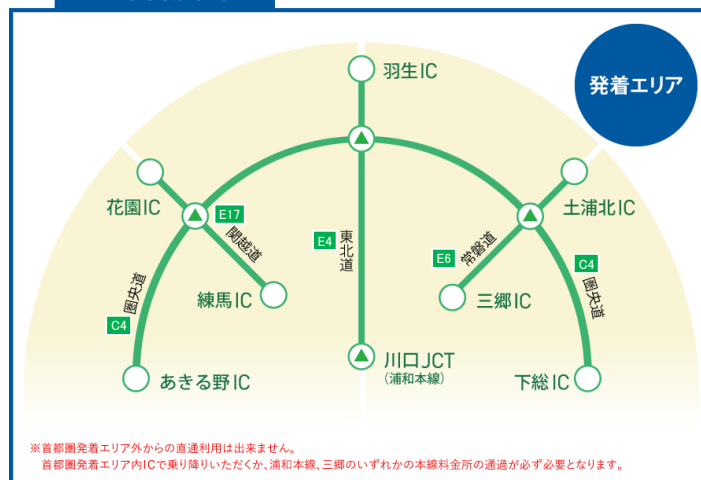 発着エリア
羽生IC
花園IC
土浦北IC
E17
関越道
E4
東北道
E6
常磐道
C4
圏央道
C4
圏央道
練馬IC
三郷IC
あきる野IC
川口JCT
(浦和本線)
下総IC
※首都圏発着エリア外からの直通利用は出来ません。
首都圏発着エリア内ICで乗り降りいただくか、浦和本線、三郷のいずれかの本線料金所の通過が必ず必要となります。